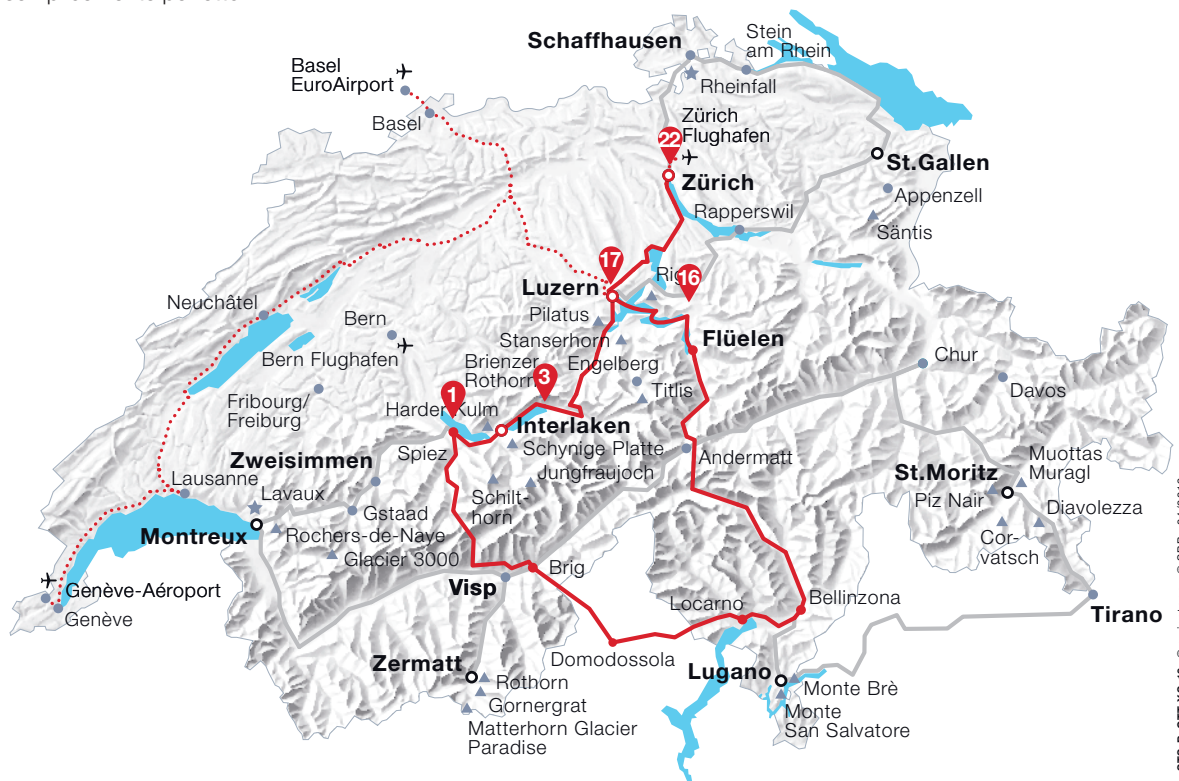 Schaffhausen
Stein
am Rhein
Basel
EuroAirport
Rheinfall
Basel
Zürich
Flughafen
22
Zürich
St.Gallen
Appenzell
Rapperswil
Säntis
17
16
Luzern
Neuchâtel
Pilatus
Bern
Stanserhorn
Flüelen
Bern Flughafen
Brienzer
Rothorn
Engelberg
Chur
3
Titlis
Davos
1
Fribourg/
Freiburg
Harder Kulm
Interlaken
Spiez
Schynige Platte
Andermatt
Muottas
Muragl
Zweisimmen
Jungfraujoch
St.Moritz
Lausanne
Lavaux
Schilt-
horn
Piz Nair
Diavolezza
Gstaad
Montreux
Rochers-de-Nave
Cor-
vatsch
Glacier 3000
Brig
Genève-Aéroport
Visp
Locarno
Bellinzona
Genève
Tirano
Domodossola
Zermatt
Lugano
Rothorn
Monte Brè
Gornergrat
Monte
San Salvatore
Matterhorn Glacier
Paradise